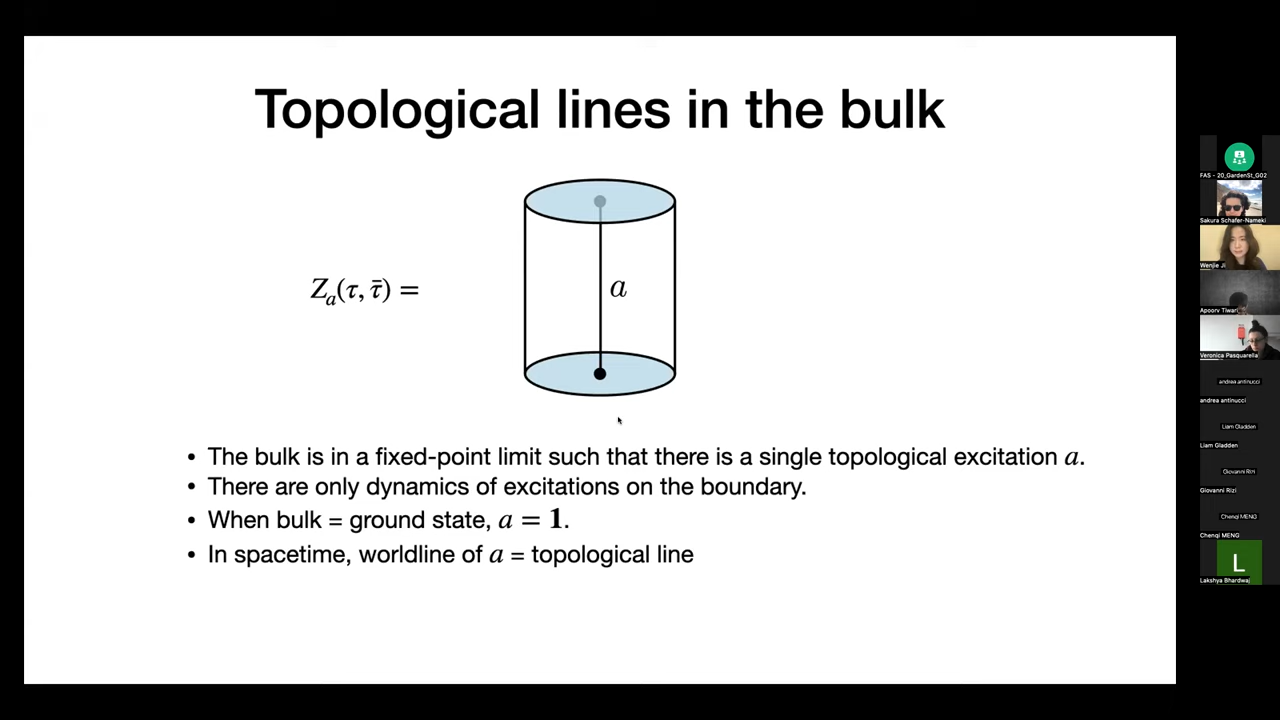 Topological lines in the bulk
Zₐ(τ, τ̄) =
a
• The bulk is in a fixed-point limit such that there is a single topological excitation a.
• There are only dynamics of excitations on the boundary.
• When bulk = ground state, a = 1.
• In spacetime, worldline of a = topological line
FAS - 20_GardenSt_G02
Sakura Schafer-Nameki
Wenjie Ji
Apoorv Tiwari
Veronica Pasquarella
andrea antinucci
andrea antinucci
Liam Gladden
Liam Gladden
Giovanni Rizi
Giovanni Rizi
Chenqi MENG
Chenqi MENG
L
Lakshya Bhardwaj